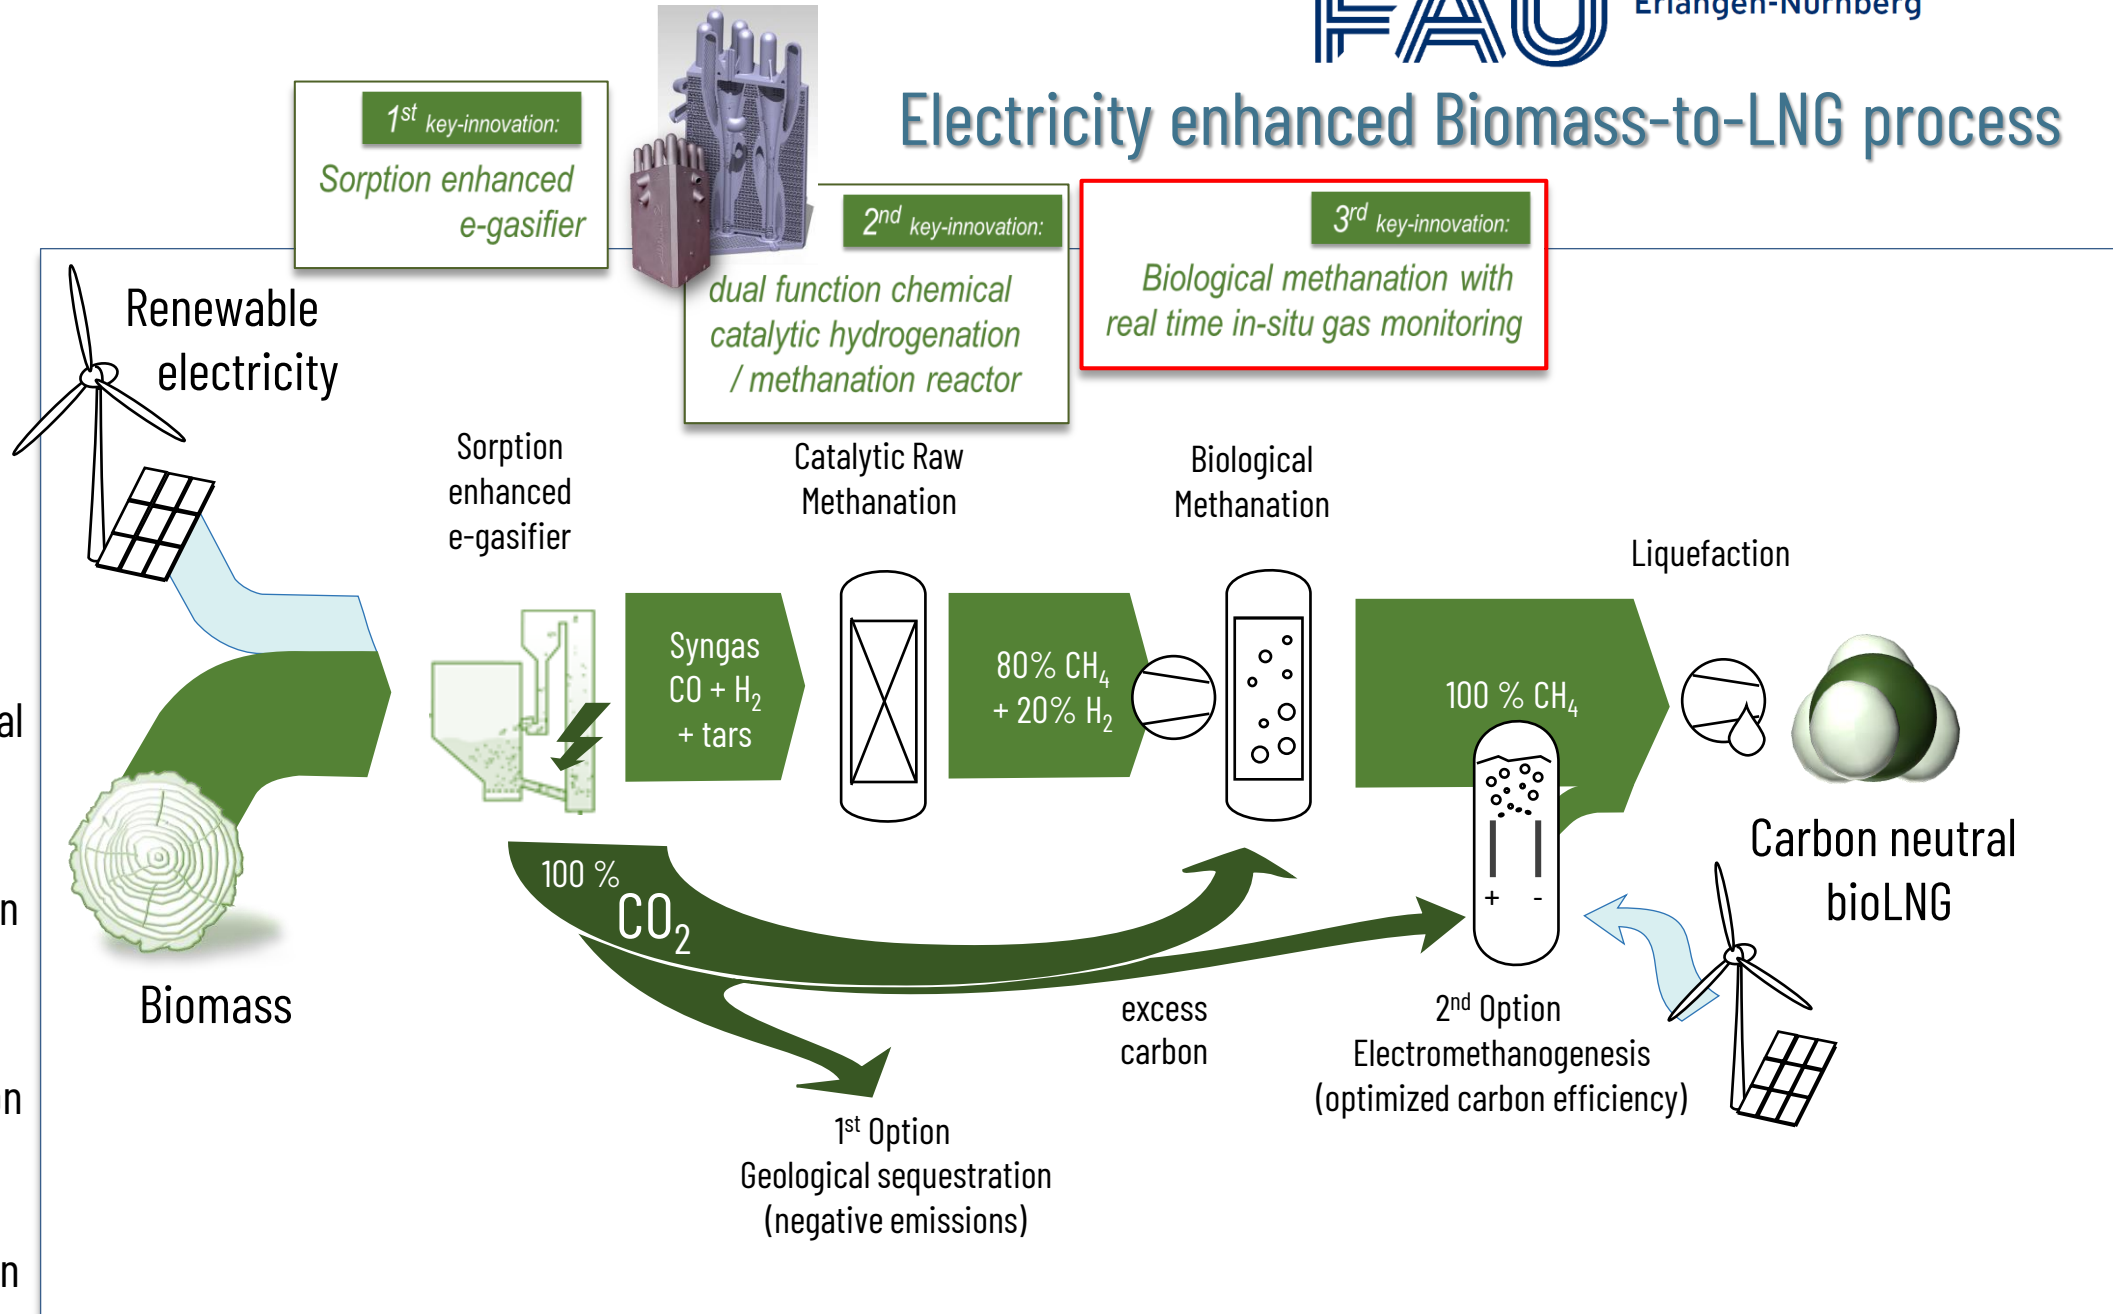 FAU
Erlangen-Nürnberg
Electricity enhanced Biomass-to-LNG process
1st key-innovation:
Sorption enhanced
e-gasifier
2nd key-innovation:
dual function chemical
catalytic hydrogenation
/ methanation reactor
3rd key-innovation:
Biological methanation with
real time in-situ gas monitoring
Renewable
electricity
Sorption
enhanced
e-gasifier
Catalytic Raw
Methanation
Biological
Methanation
Liquefaction
Syngas
CO + H2
+ tars
80% CH4
+ 20% H2
100 % CH4
100 %
CO2
+ -
Carbon neutral
bioLNG
Biomass
excess
carbon
1st Option
Geological sequestration
(negative emissions)
2nd Option
Electromethanogenesis
(optimized carbon efficiency)